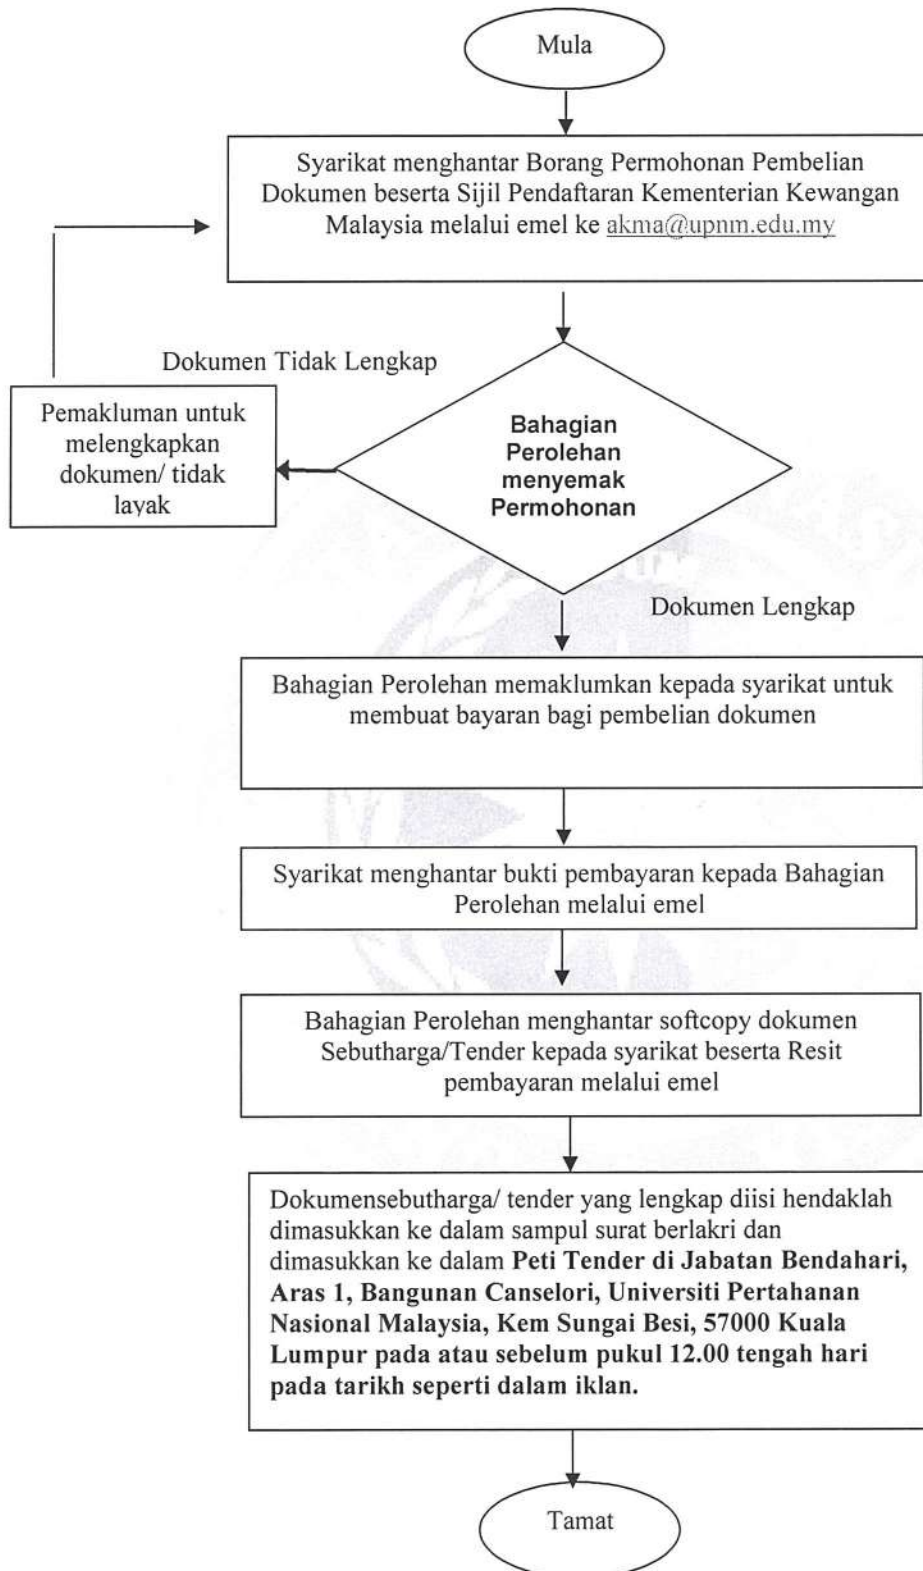 Mula
Syarikat menghantar Borang Permohonan Pembelian
Dokumen beserta Sijil Pendaftaran Kementerian Kewangan
Malaysia melalui emel ke akma@upnm.edu.my
Dokumen Tidak Lengkap
Pemakluman untuk
melengkapkan
dokumen/ tidak
layak
Bahagian
Perolehan
menyemak
Permohonan
Dokumen Lengkap
Bahagian Perolehan memaklumkan kepada syarikat untuk
membuat bayaran bagi pembelian dokumen
Syarikat menghantar bukti pembayaran kepada Bahagian
Perolehan melalui emel
Bahagian Perolehan menghantar softcopy dokumen
Sebutharga/Tender kepada syarikat beserta Resit
pembayaran melalui emel
Dokumensebutharga/ tender yang lengkap diisi hendaklah
dimasukkan ke dalam sampul surat berlakri dan
dimasukkan ke dalam Peti Tender di Jabatan Bendahari,
Aras 1, Bangunan Canselori, Universiti Pertahanan
Nasional Malaysia, Kem Sungai Besi, 57000 Kuala
Lumpur pada atau sebelum pukul 12.00 tengah hari
pada tarikh seperti dalam iklan.
Tamat